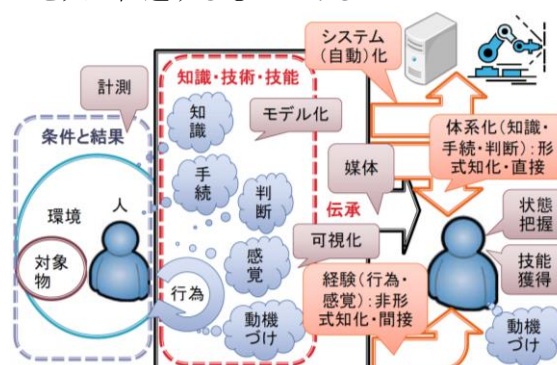 システム
(自動)化
計測
知識・技術・技能
条件と結果
知
識
モデル化
体系化(知識・
手続・判断):形
式知化・直接
手
続
媒体
判
断
伝承
環境
人
可視化
状態
把握
対象
物
感
覚
行為
経験(行為・
感覚):非形
式知化・間接
技能
獲得
動機
づけ
動機
づけ